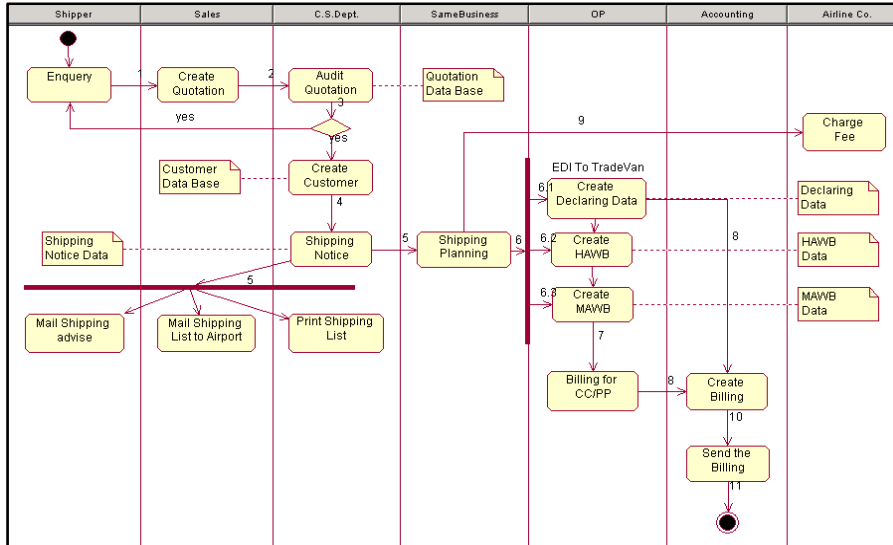 Shipper
Sales
C.S.Dept.
SameBusiness
OP
Accounting
Airline Co.
Enquery
1
Create
Quotation
2
Audit
Quotation
Quotation
Data Base
3
yes
yes
9
Charge
Fee
Customer
Data Base
Create
Customer
4
EDI To TradeVan
6.1
Create
Declaring Data
Declaring
Data
Shipping
Notice Data
Shipping
Notice
5
Shipping
Planning
6
6.2
Create
HAWB
8
HAWB
Data
5
6.3
Create
MAWB
MAWB
Data
Mail Shipping
advise
Mail Shipping
List to Airport
Print Shipping
List
7
Billing for
CC/PP
8
Create
Billing
10
Send the
Billing
11